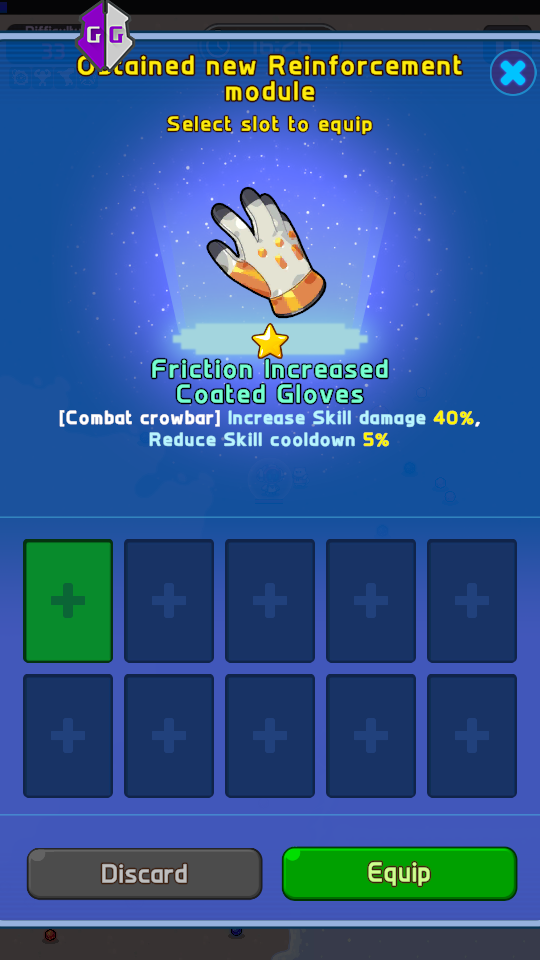 GG
Obtained new Reinforcement
module
Select slot to equip
Friction Increased
Coated Gloves
[Combat crowbar] Increase Skill damage 40%,
Reduce Skill cooldown 5%
Discard
Equip